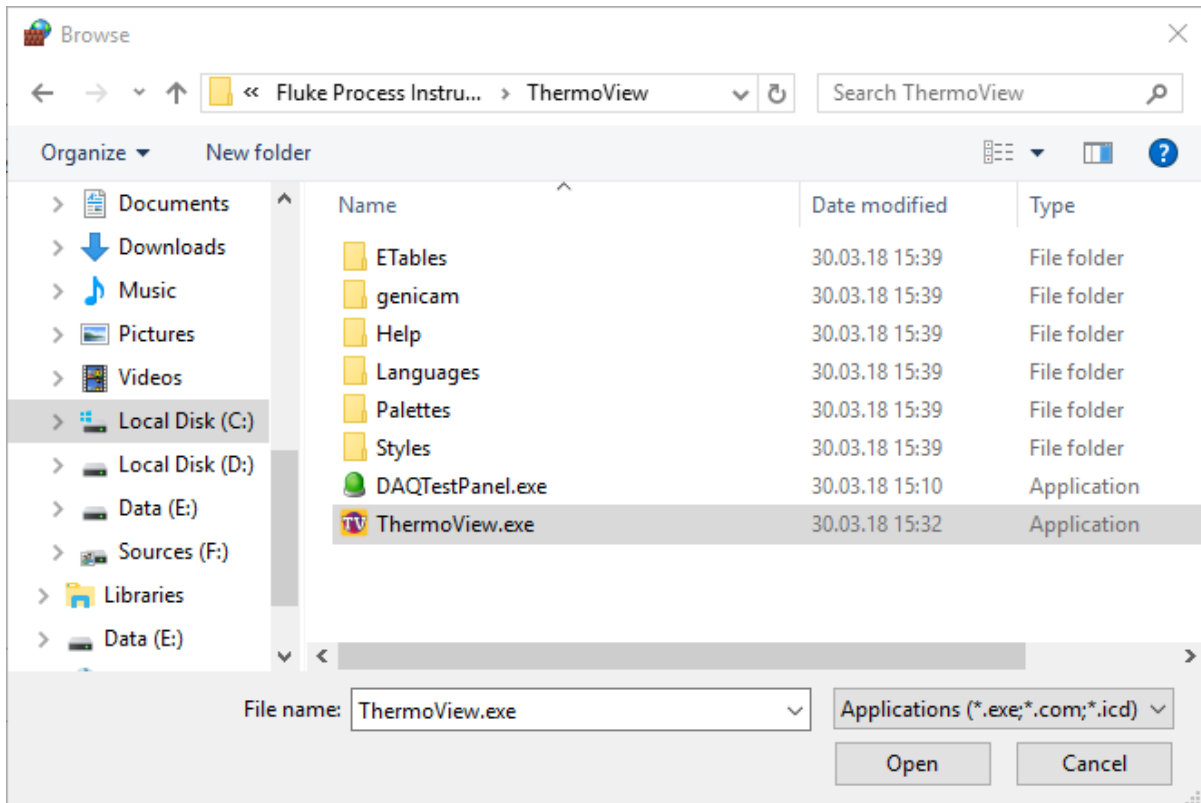 Browse
« Fluke Process Instru... > ThermoView
Search ThermoView
Organize
New folder
?
Name Date modified Type
Documents
Downloads
Music
Pictures
Videos
Local Disk (C:)
Local Disk (D:)
Data (E:)
Sources (F:)
Libraries
Data (E:)
ETables 30.03.18 15:39 File folder
genicam 30.03.18 15:39 File folder
Help 30.03.18 15:39 File folder
Languages 30.03.18 15:39 File folder
Palettes 30.03.18 15:39 File folder
Styles 30.03.18 15:39 File folder
DAQTestPanel.exe 30.03.18 15:10 Application
TV ThermoView.exe 30.03.18 15:32 Application
File name: ThermoView.exe
Applications (*.exe;*.com;*.icd)
Open
Cancel